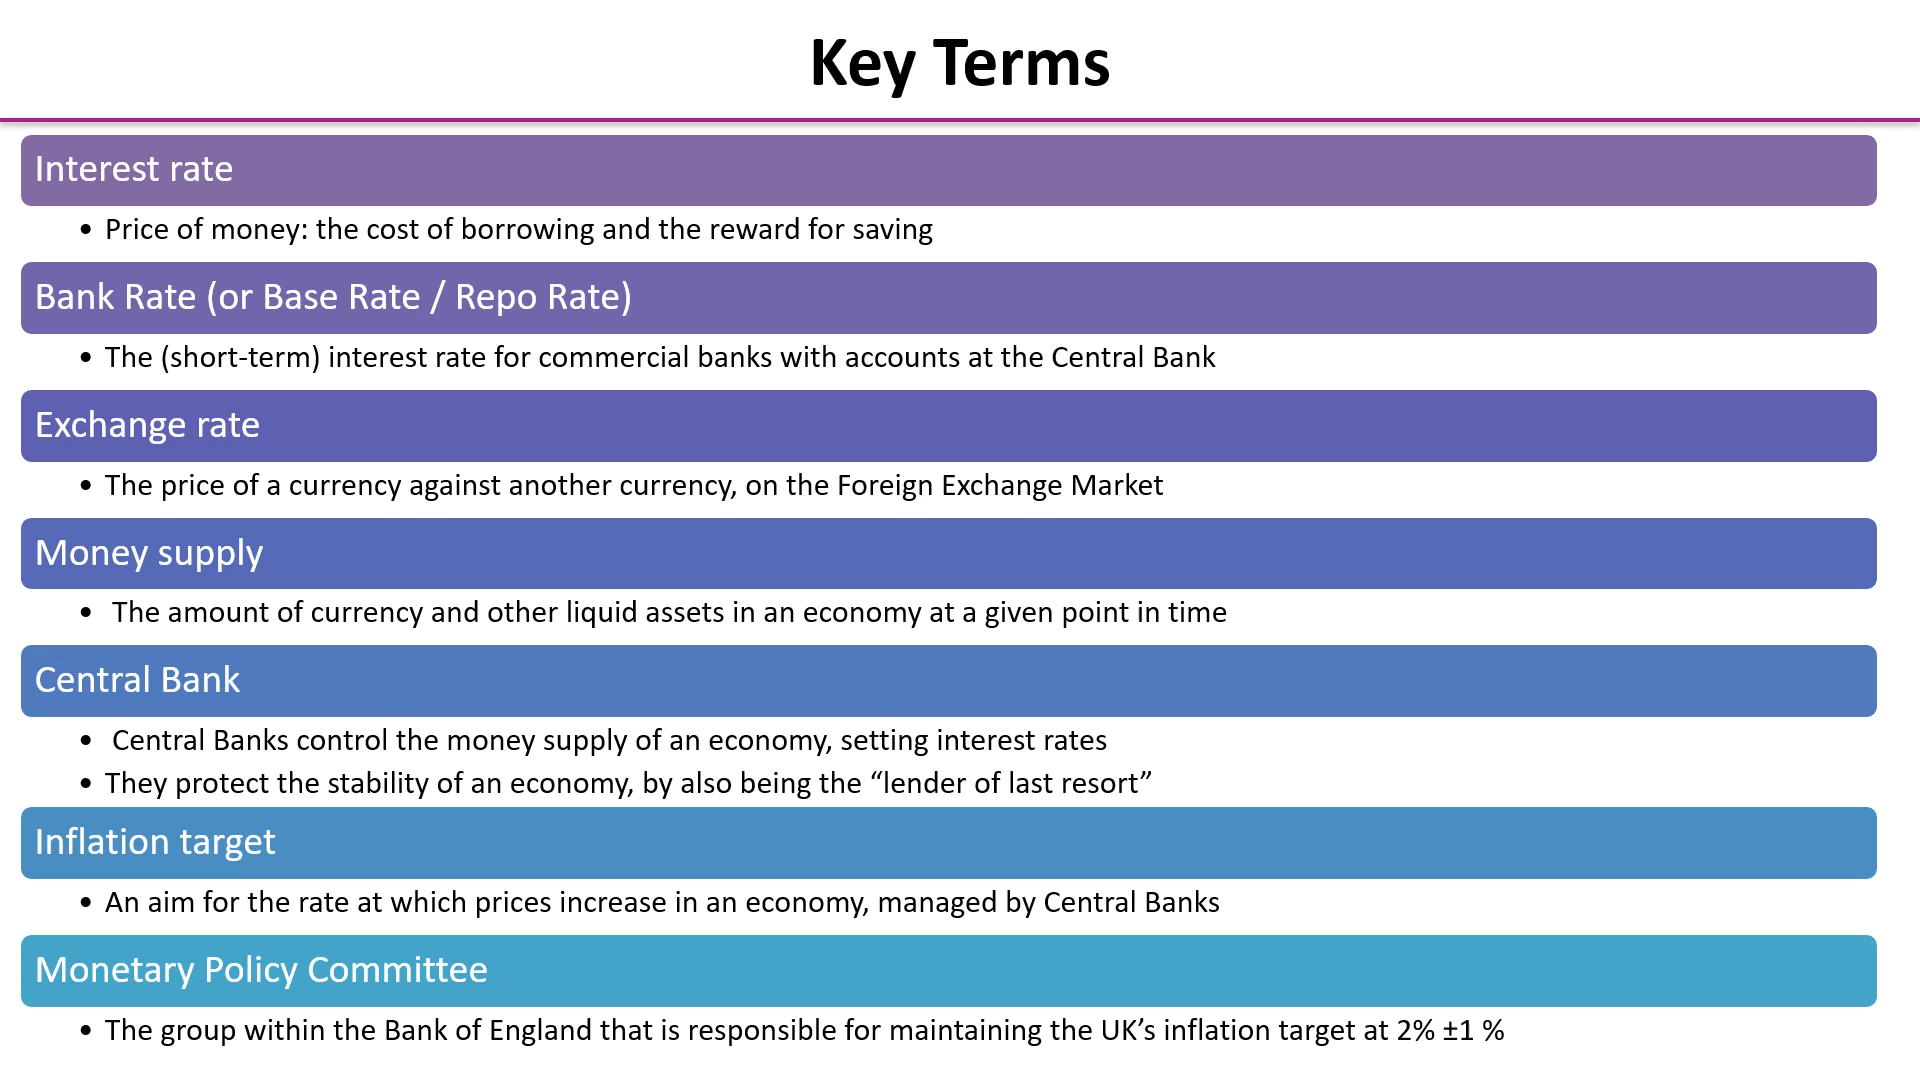 Key Terms
Interest rate
• Price of money: the cost of borrowing and the reward for saving
Bank Rate (or Base Rate / Repo Rate)
• The (short-term) interest rate for commercial banks with accounts at the Central Bank
Exchange rate
• The price of a currency against another currency, on the Foreign Exchange Market
Money supply
• The amount of currency and other liquid assets in an economy at a given point in time
Central Bank
• Central Banks control the money supply of an economy, setting interest rates
• They protect the stability of an economy, by also being the “lender of last resort”
Inflation target
• An aim for the rate at which prices increase in an economy, managed by Central Banks
Monetary Policy Committee
• The group within the Bank of England that is responsible for maintaining the UK’s inflation target at 2% ±1 %